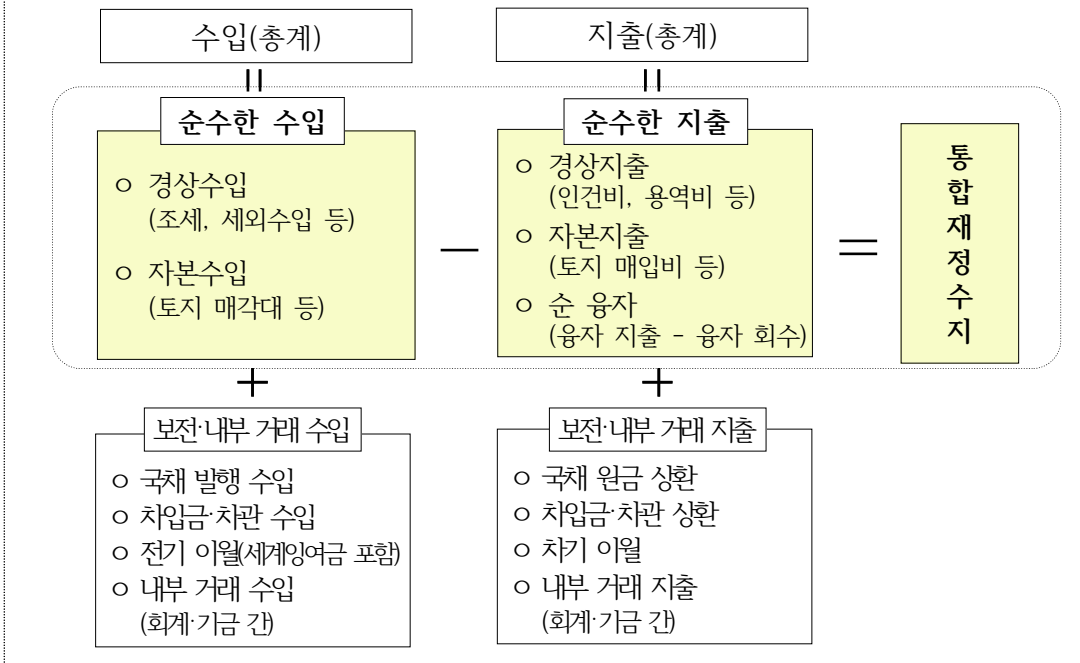 수입(총계)
지출(총계)
=
=
순수한 수입
ㅇ 경상수입
(조세, 세외수입 등)
ㅇ 자본수입
(토지 매각대 등)
−
순수한 지출
ㅇ 경상지출
(인건비, 용역비 등)
ㅇ 자본지출
(토지 매입비 등)
ㅇ 순 융자
(융자 지출 - 융자 회수)
=
통
합
재
정
수
지
+
+
보전·내부 거래 수입
ㅇ 국채 발행 수입
ㅇ 차입금·차관 수입
ㅇ 전기 이월(세계잉여금 포함)
ㅇ 내부 거래 수입
(회계·기금 간)
보전·내부 거래 지출
ㅇ 국채 원금 상환
ㅇ 차입금·차관 상환
ㅇ 차기 이월
ㅇ 내부 거래 지출
(회계·기금 간)